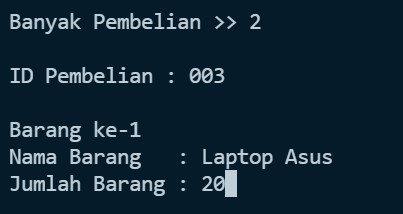 Banyak Pembelian >> 2
ID Pembelian : 003
Barang ke-1
Nama Barang   : Laptop Asus
Jumlah Barang : 20